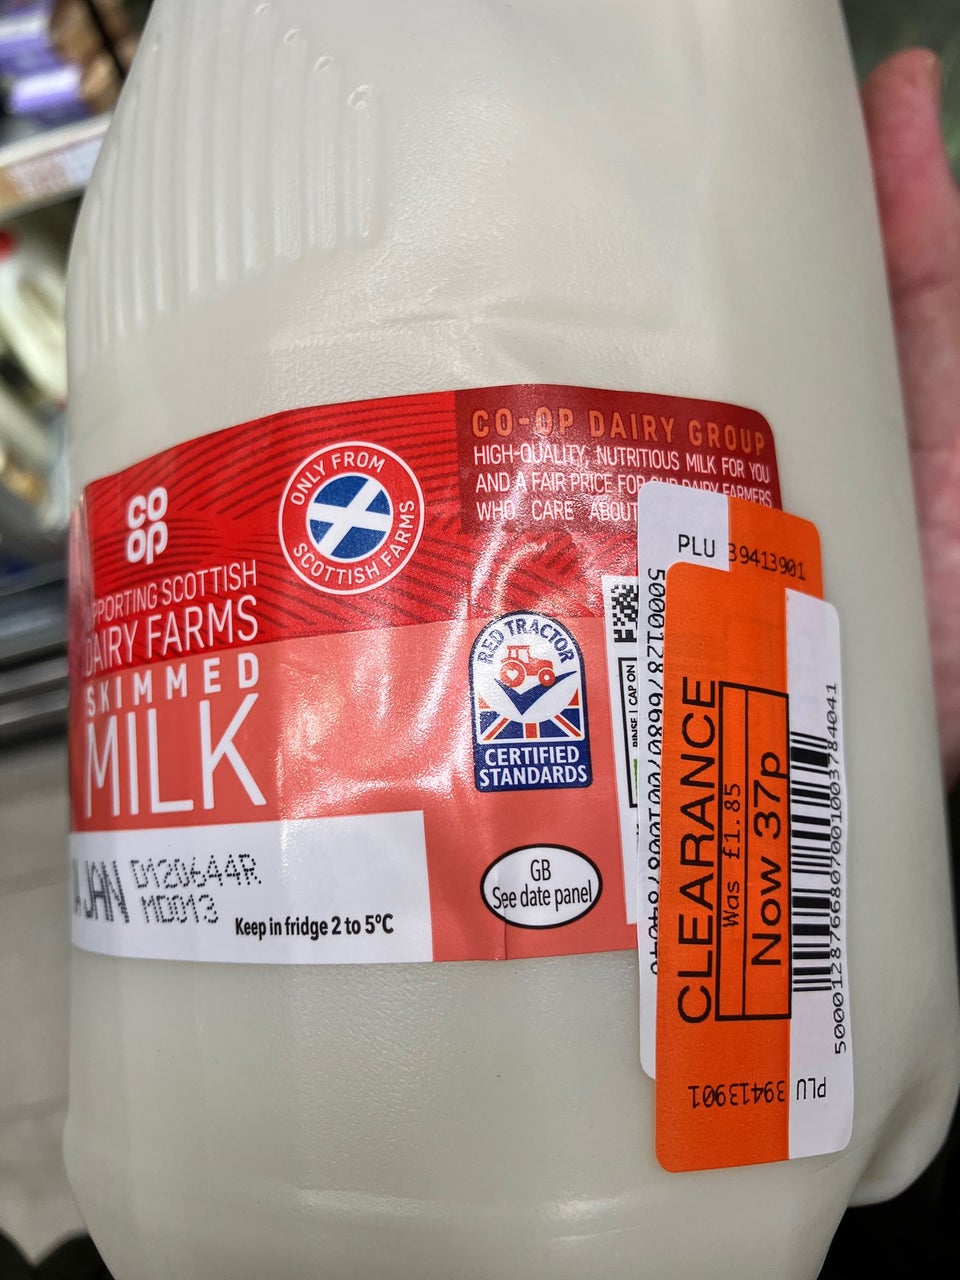 CO
OP
SCOTTISH
DAIRY FARMS
SKIMMED
MILK
JAN D120644R
MD013
Keep in fridge 2 to 5°C
ONLY FROM
SCOTTISH FARMS
CO-OP DAIRY GROUP
HIGH-QUALITY, NUTRITIOUS MILK FOR YOU
AND A FAIR PRICE FOR OUR DAIRY FARMERS
WHO CARE ABOUT
RED TRACTOR
CERTIFIED
STANDARDS
GB
See date panel
RINSE | CAP ON
PLU 39413901
CLEARANCE
Was £1.85
Now 37p
PLU 39413901